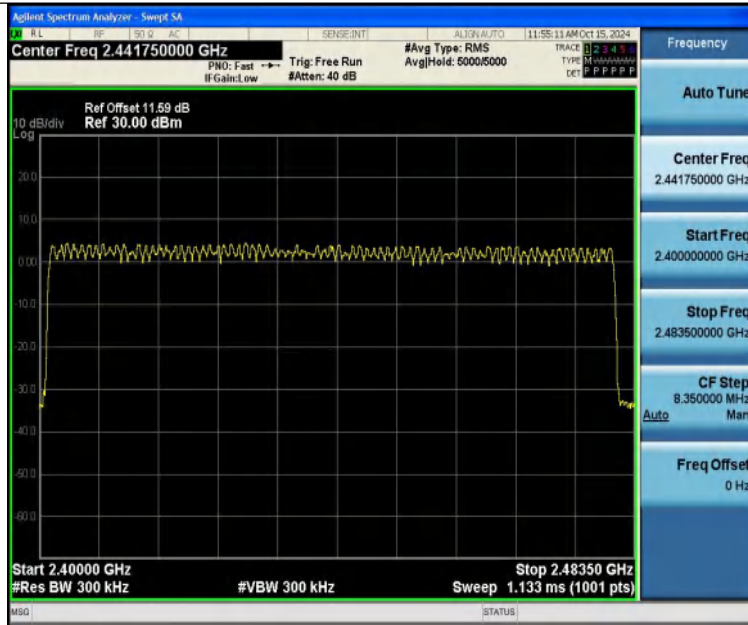 Agilent Spectrum Analyzer - Swept SA
RL RF 50 Ω AC SENSE:INT ALIGN AUTO 11:55:11 AM Oct 15, 2024
Center Freq 2.441750000 GHz
PNO: Fast
IFGain:Low
Trig: Free Run
#Atten: 40 dB
#Avg Type: RMS
Avg|Hold: 5000/5000
TRACE 1 2 3 4 5 6
TYPE M
DET P P P P P P
Ref Offset 11.59 dB
10 dB/div Ref 30.00 dBm
Log
20.0
10.0
0.00
-10.0
-20.0
-30.0
-40.0
-50.0
-60.0
Start 2.40000 GHz
Stop 2.48350 GHz
#Res BW 300 kHz
#VBW 300 kHz
Sweep 1.133 ms (1001 pts)
MSG
STATUS
Frequency
Auto Tune
Center Freq
2.441750000 GHz
Start Freq
2.400000000 GHz
Stop Freq
2.483500000 GHz
CF Step
8.350000 MHz
Auto Man
Freq Offset
0 Hz